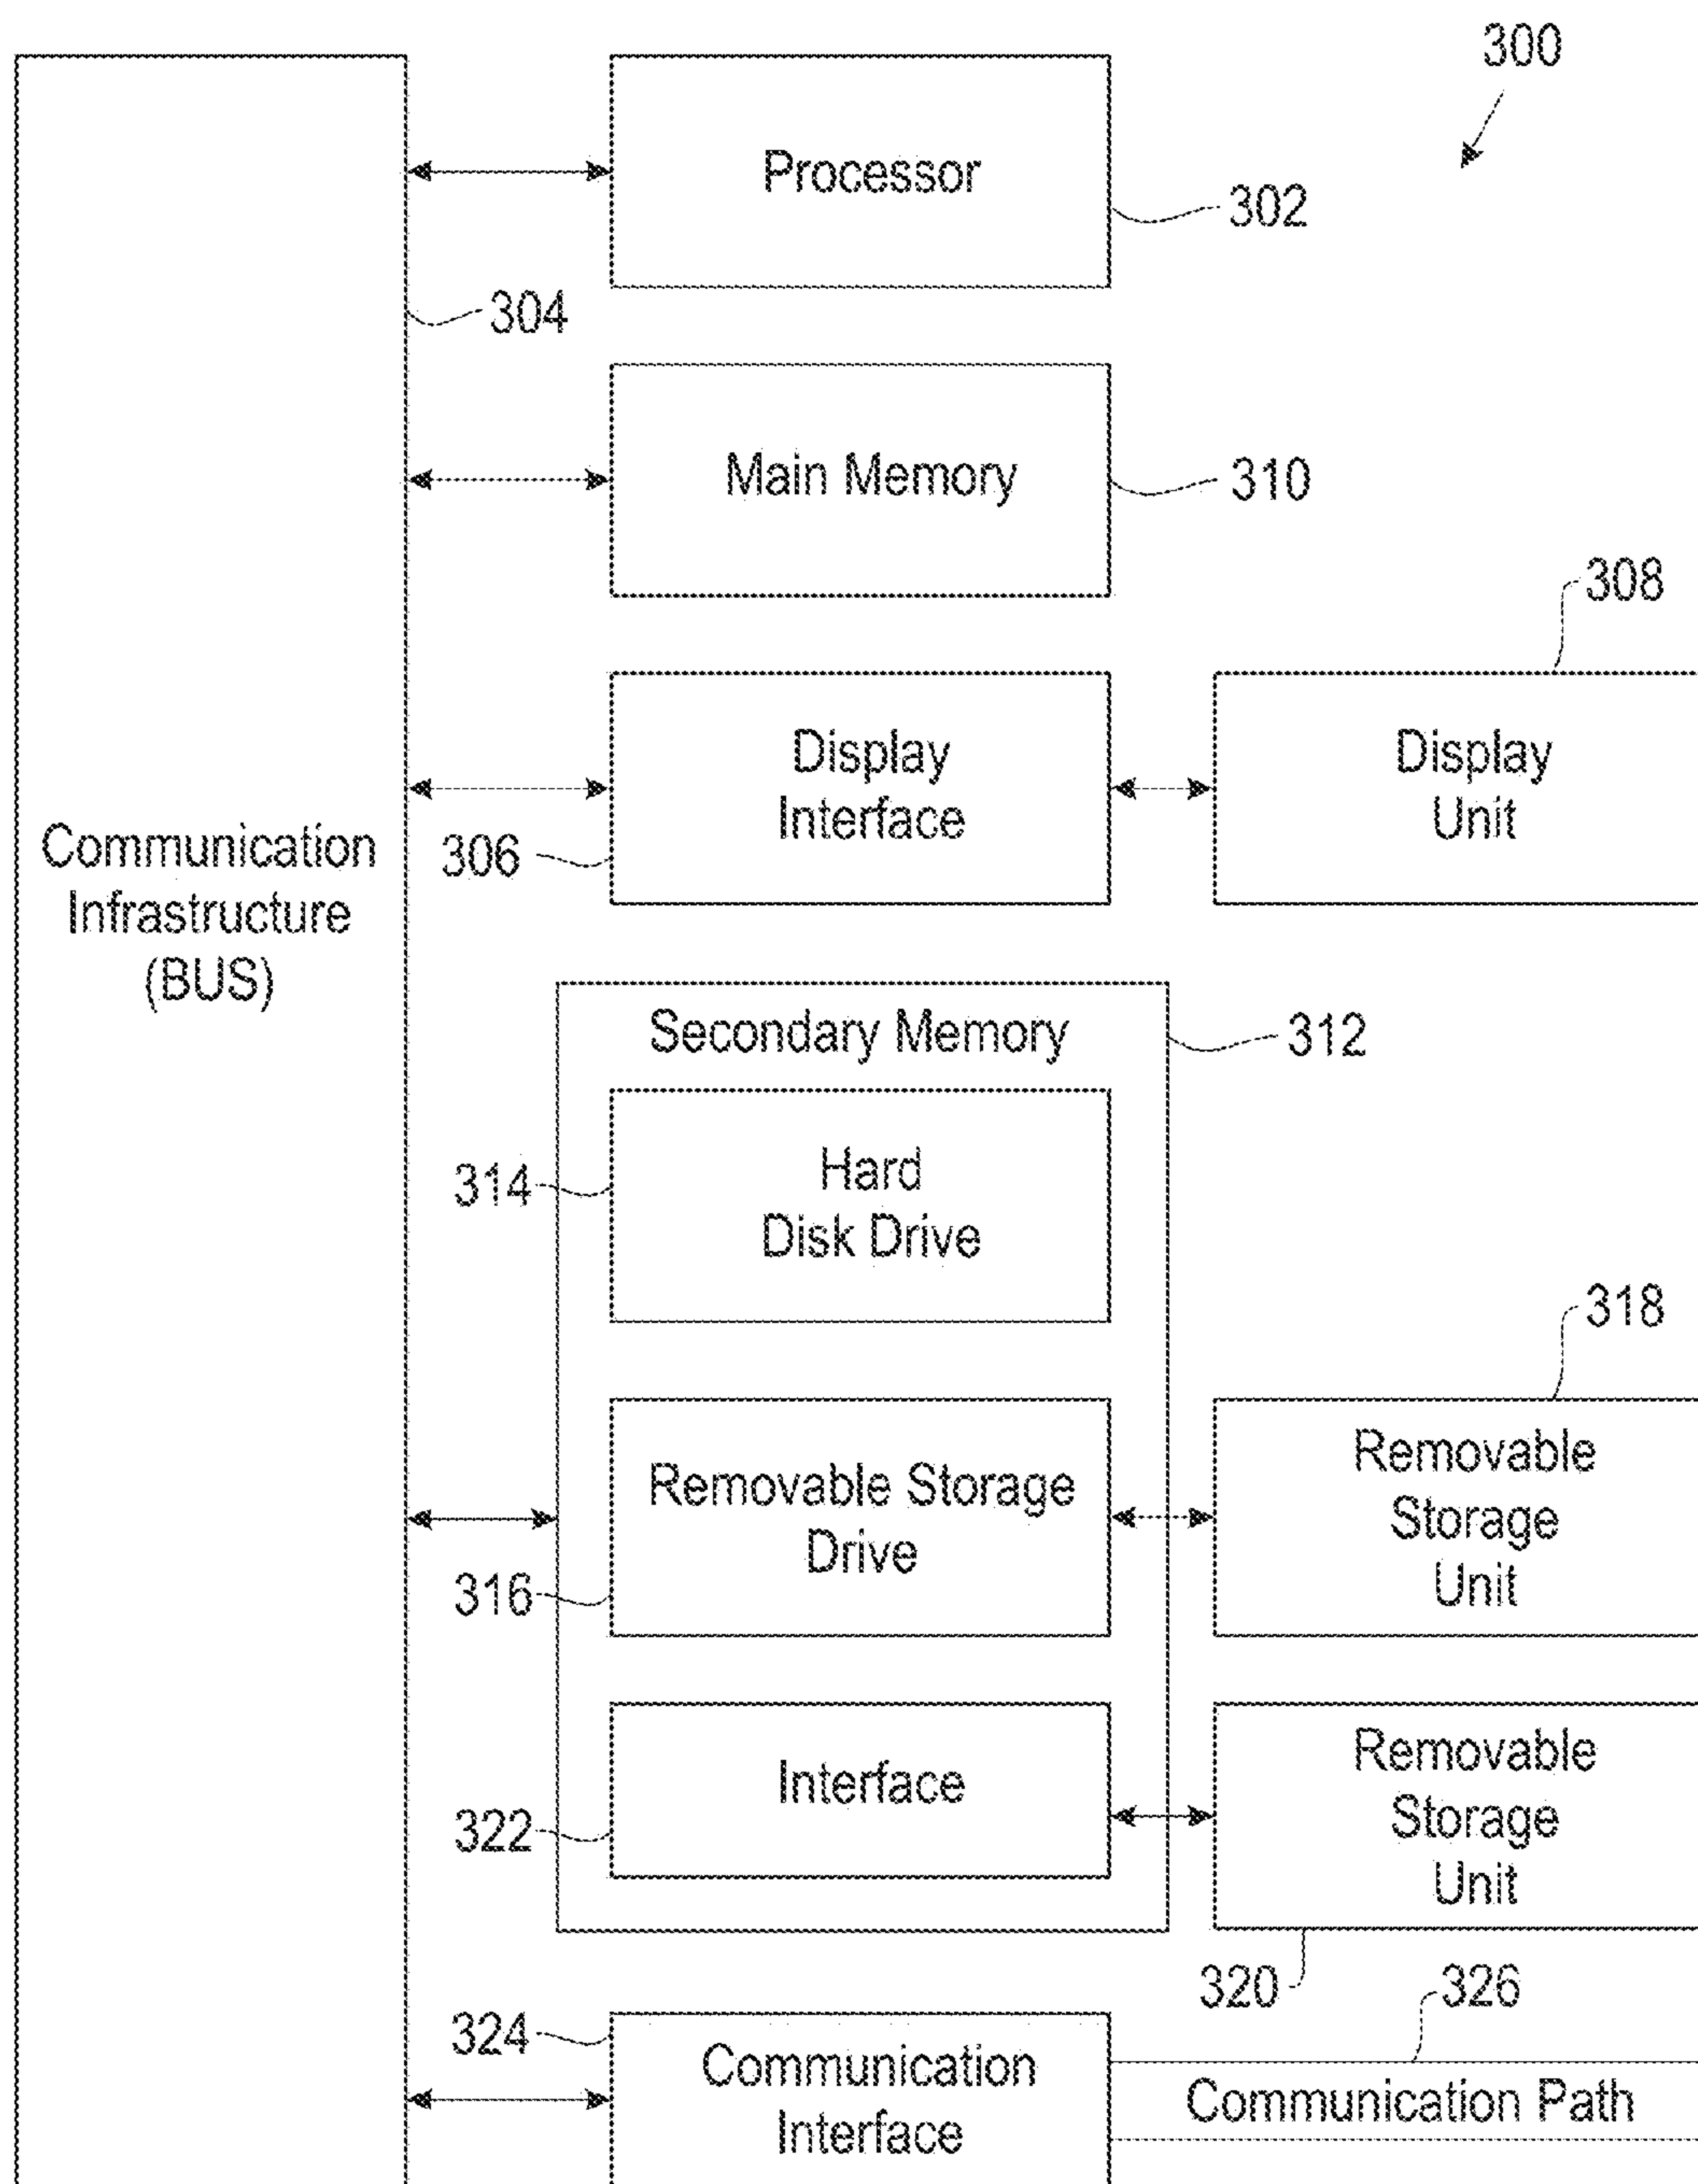 300
Processor
302
304
Main Memory
310
308
Display
Interface
Display
Unit
306
Communication
Infrastructure
(BUS)
Secondary Memory
312
Hard
Disk Drive
314
318
Removable Storage
Drive
Removable
Storage
Unit
316
Interface
Removable
Storage
Unit
322
320
326
324
Communication
Interface
Communication Path